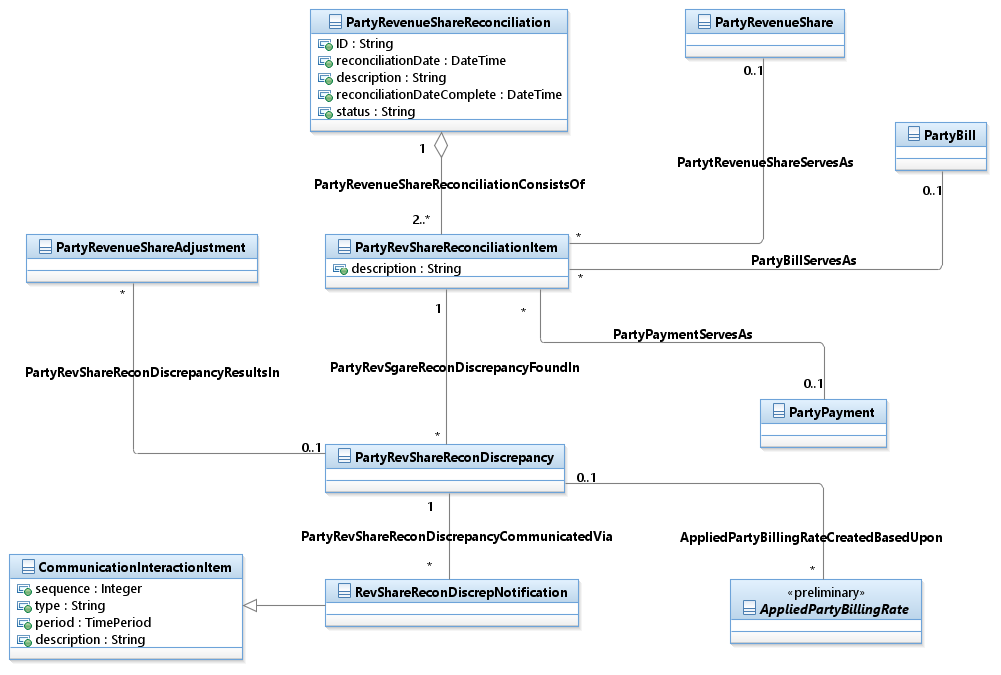 PartyRevenueShareReconciliation
ID : String
reconciliationDate : DateTime
description : String
reconciliationDateComplete : DateTime
status : String
PartyRevenueShare
0..1
PartyBill
0..1
1
PartytRevenueShareServesAs
PartyRevenueShareReconciliationConsistsOf
2..*
*
PartyRevenueShareAdjustment
*
PartyRevShareReconciliationItem
description : String
PartyBillServesAs
*
1
*
PartyPaymentServesAs
PartyRevShareReconDiscrepancyResultsIn
PartyRevSgareReconDiscrepancyFoundIn
0..1
PartyPayment
*
0..1
PartyRevShareReconDiscrepancy
0..1
1
PartyRevShareReconDiscrepancyCommunicatedVia
AppliedPartyBillingRateCreatedBasedUpon
*
*
CommunicationInteractionItem
sequence : Integer
type : String
period : TimePeriod
description : String
RevShareReconDiscrepNotification
«preliminary»
AppliedPartyBillingRate